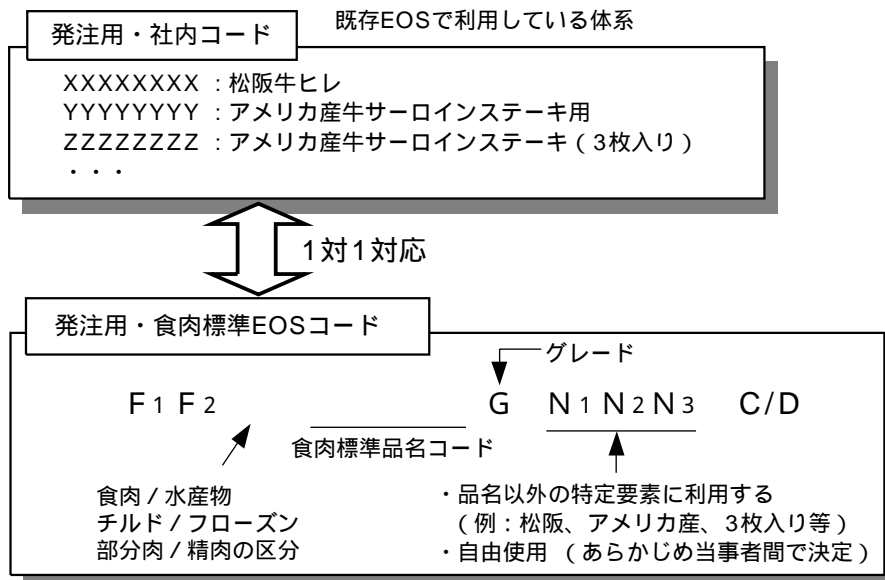 既存EOSで利用している体系
発注用・社内コード
XXXXXXXX :松阪牛ヒレ
YYYYYYYY :アメリカ産牛サーロインステーキ用
ZZZZZZZZ :アメリカ産牛サーロインステーキ(3枚入り)
・・・
1対1対応
発注用・食肉標準EOSコード
グレード
F1 F2 G N1 N2 N3 C/D
食肉標準品名コード
食肉/水産物
チルド/フローズン
部分肉/精肉の区分
・品名以外の特定要素に利用する
(例:松阪、アメリカ産、3枚入り等)
・自由使用 (あらかじめ当事者間で決定)